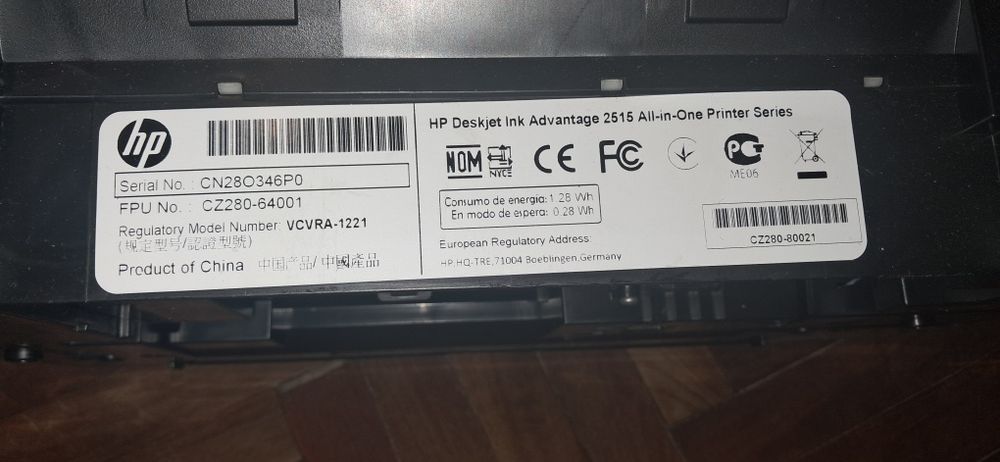 hp
Serial No. : CN28O346P0
FPU No. : CZ280-64001
Regulatory Model Number: VCVRA-1221
(规定型号/認證型號)
Product of China 中国产品/ 中國產品
HP Deskjet Ink Advantage 2515 All-in-One Printer Series
NOM
NYCE
CE
FC
PG
ME06
Consumo de energia: 1.28 Wh
En modo de espera: 0.28 Wh
European Regulatory Address:
HP,HQ-TRE,71004 Boeblingen,Germany
CZ280-80021